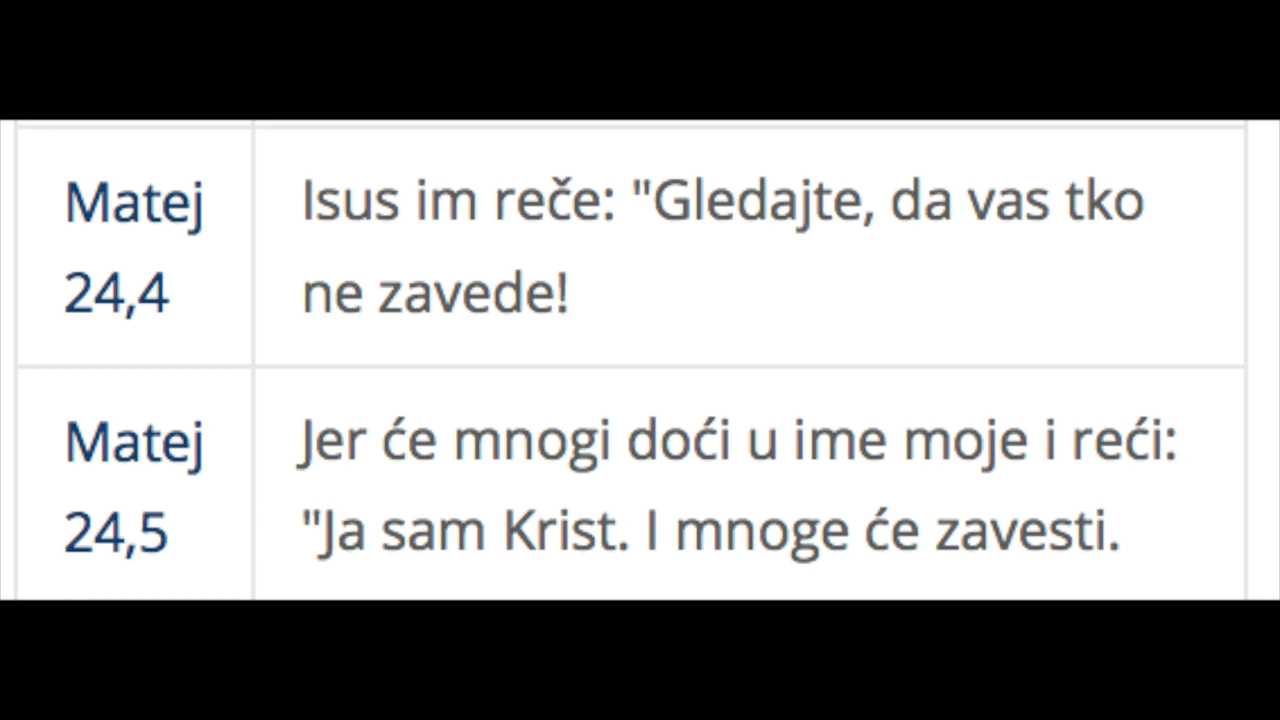 Matej
24,4
Isus im reče: "Gledajte, da vas tko
ne zavede!
Matej
24,5
Jer će mnogi doći u ime moje i reći:
"Ja sam Krist. I mnoge će zavesti.